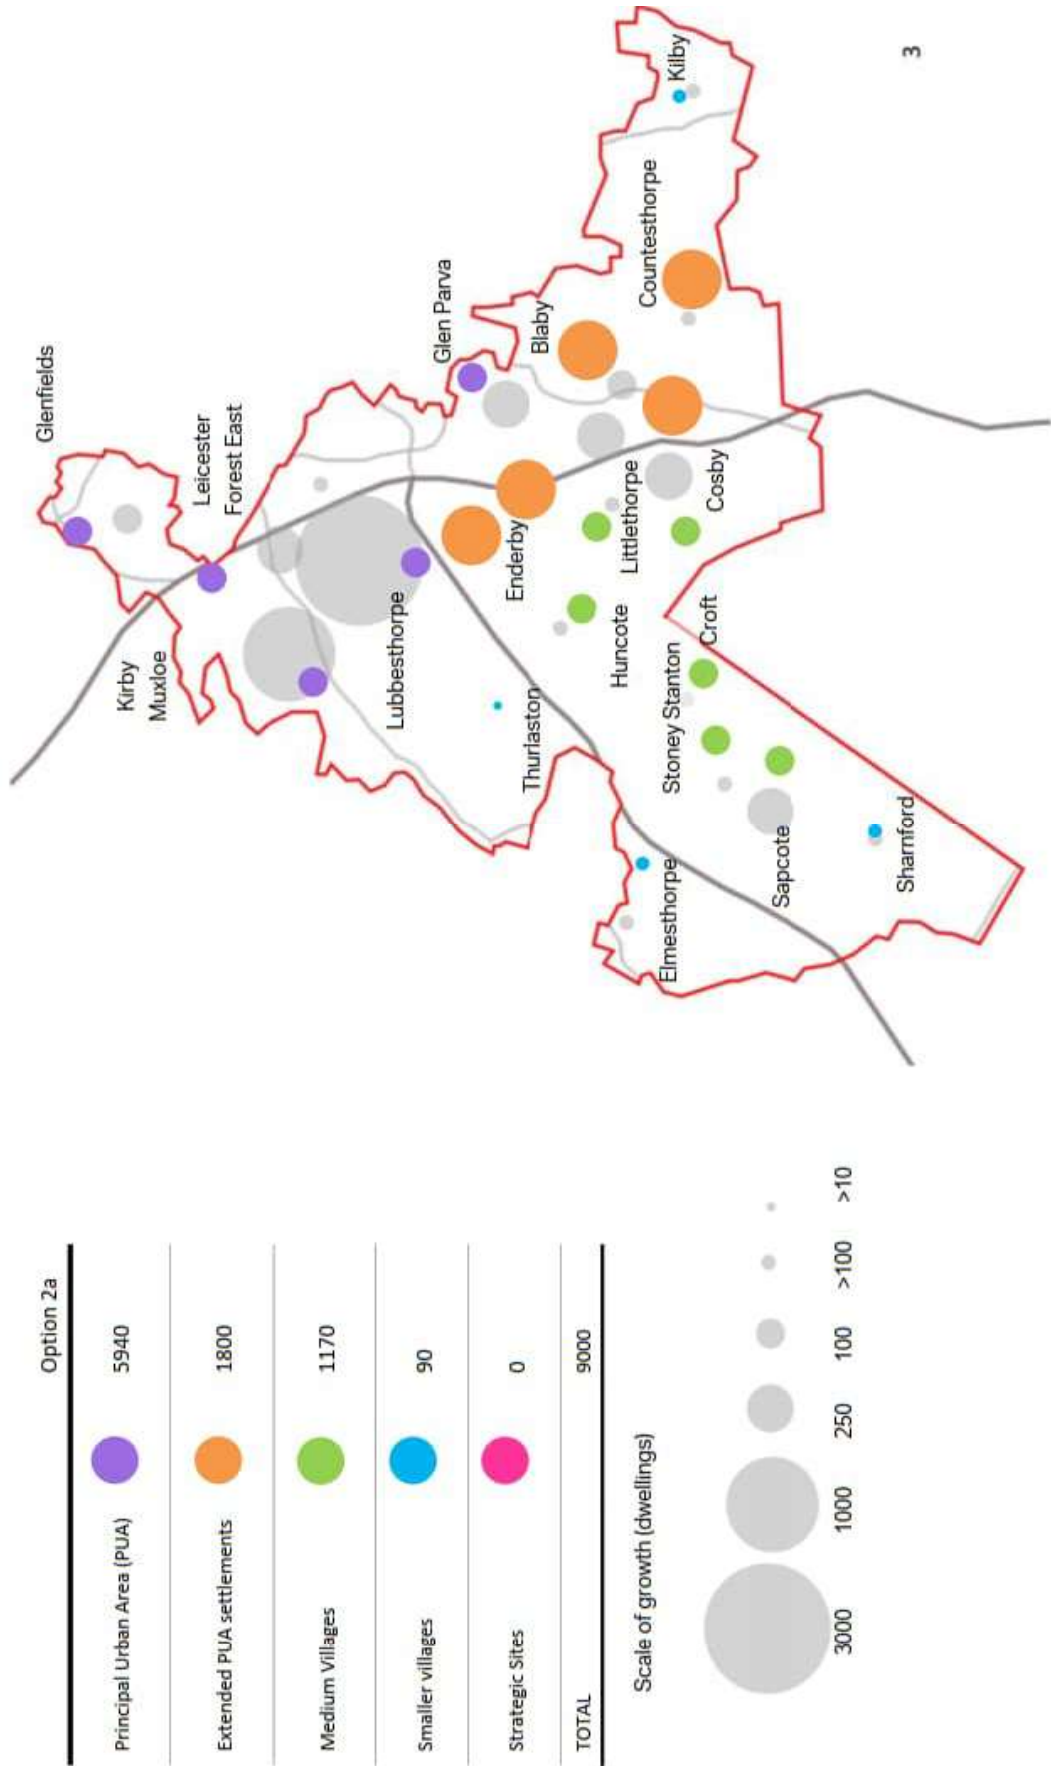 Option 2a
Principal Urban Area (PUA) 5940
Extended PUA settlements 1800
Medium Villages 1170
Smaller villages 90
Strategic Sites 0
TOTAL 9000
Scale of growth (dwellings)
3000 1000 250 100 >100 >10
Glenfields
Leicester
Forest East
Kirby
Muxloe
Glen Parva
Lubbesthorpe
Blaby
Enderby
Thurlaston
Countesthorpe
Kilby
Littlethorpe
Huncote
Cosby
Croft
Stoney Stanton
Elmesthorpe
Sapcote
Sharnford
3